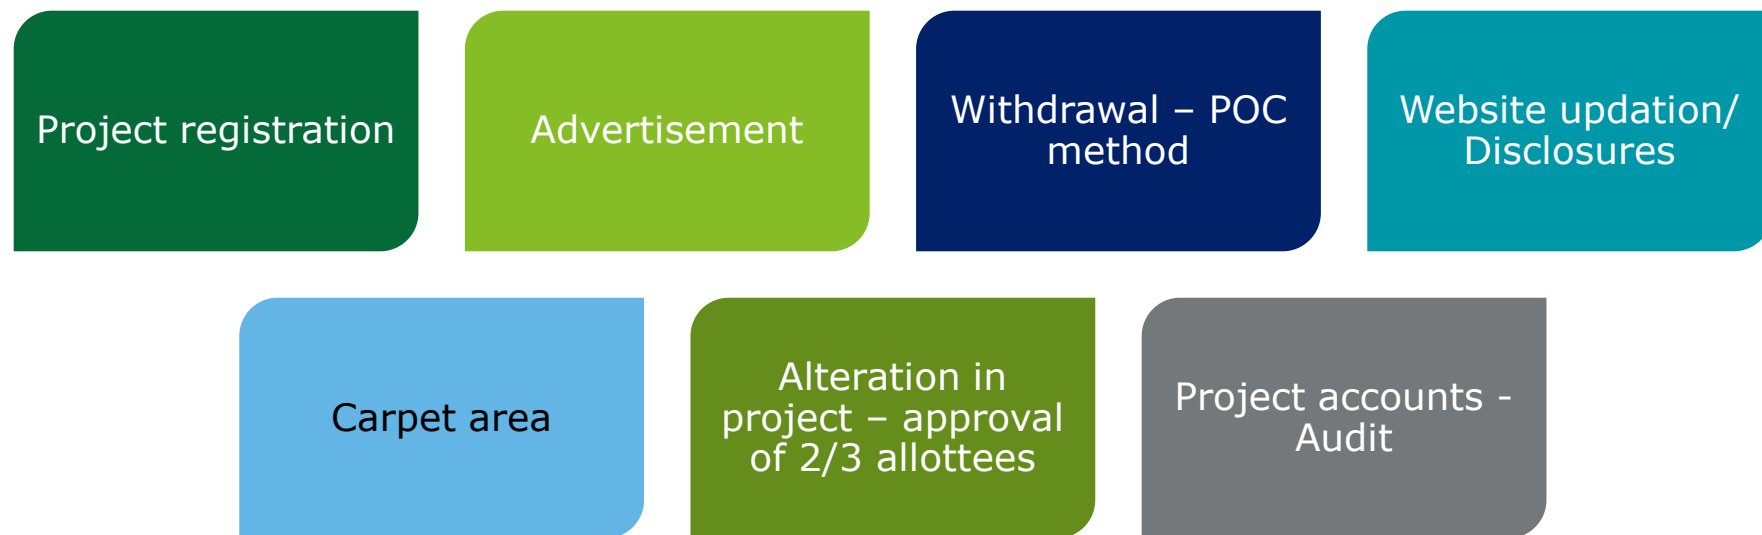 Project registration
Advertisement
Withdrawal – POC
method
Website updation/
Disclosures
Carpet area
Alteration in
project – approval
of 2/3 allottees
Project accounts -
Audit